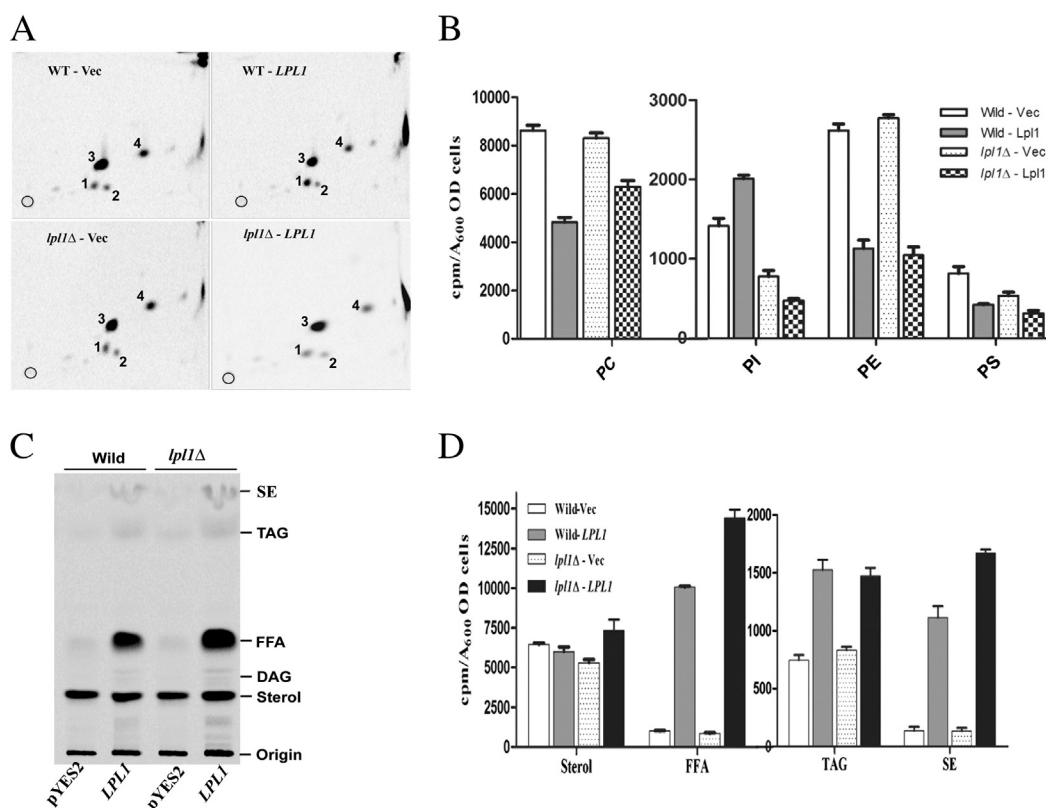 A
WT - Vec
WT - LPL1
4
3
1
2
4
3
1
2
lpl1Δ - Vec
lpl1Δ - LPL1
4
3
1
2
4
3
1
2
B
cpm/A600 OD cells
10000
8000
6000
4000
2000
0
3000
2000
1000
0
PC
PI
PE
PS
Wild - Vec
Wild - Lpl1
lpl1Δ - Vec
lpl1Δ - Lpl1
C
Wild
lpl1Δ
SE
TAG
FFA
DAG
Sterol
Origin
pYES2
LPL1
pYES2
LPL1
D
cpm/A600 OD cells
15000
12500
10000
7500
5000
2500
0
Wild-Vec
Wild-LPL1
lpl1Δ - Vec
lpl1Δ - LPL1
2000
1500
1000
500
0
Sterol
FFA
TAG
SE